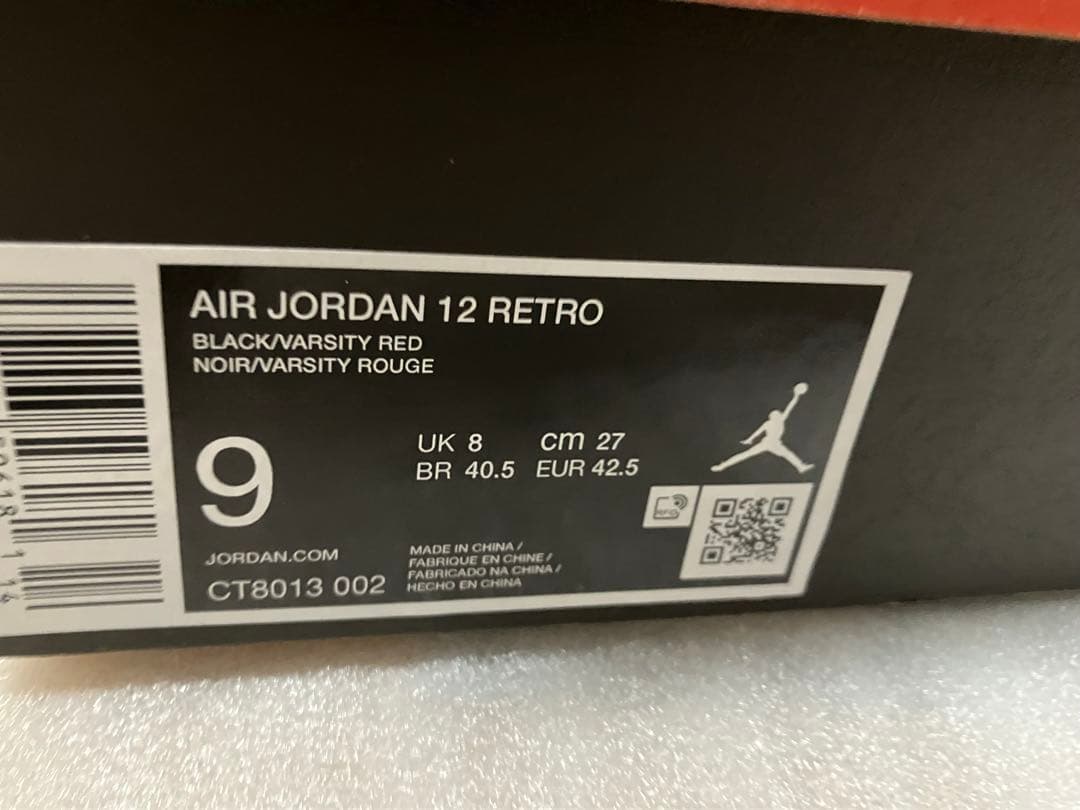 AIR JORDAN 12 RETRO
BLACK/VARSITY RED
NOIR/VARSITY ROUGE
9
UK 8 cm 27
BR 40.5 EUR 42.5
RFID
JORDAN.COM
CT8013 002
MADE IN CHINA /
FABRIQUE EN CHINE /
FABRICADO NA CHINA /
HECHO EN CHINA